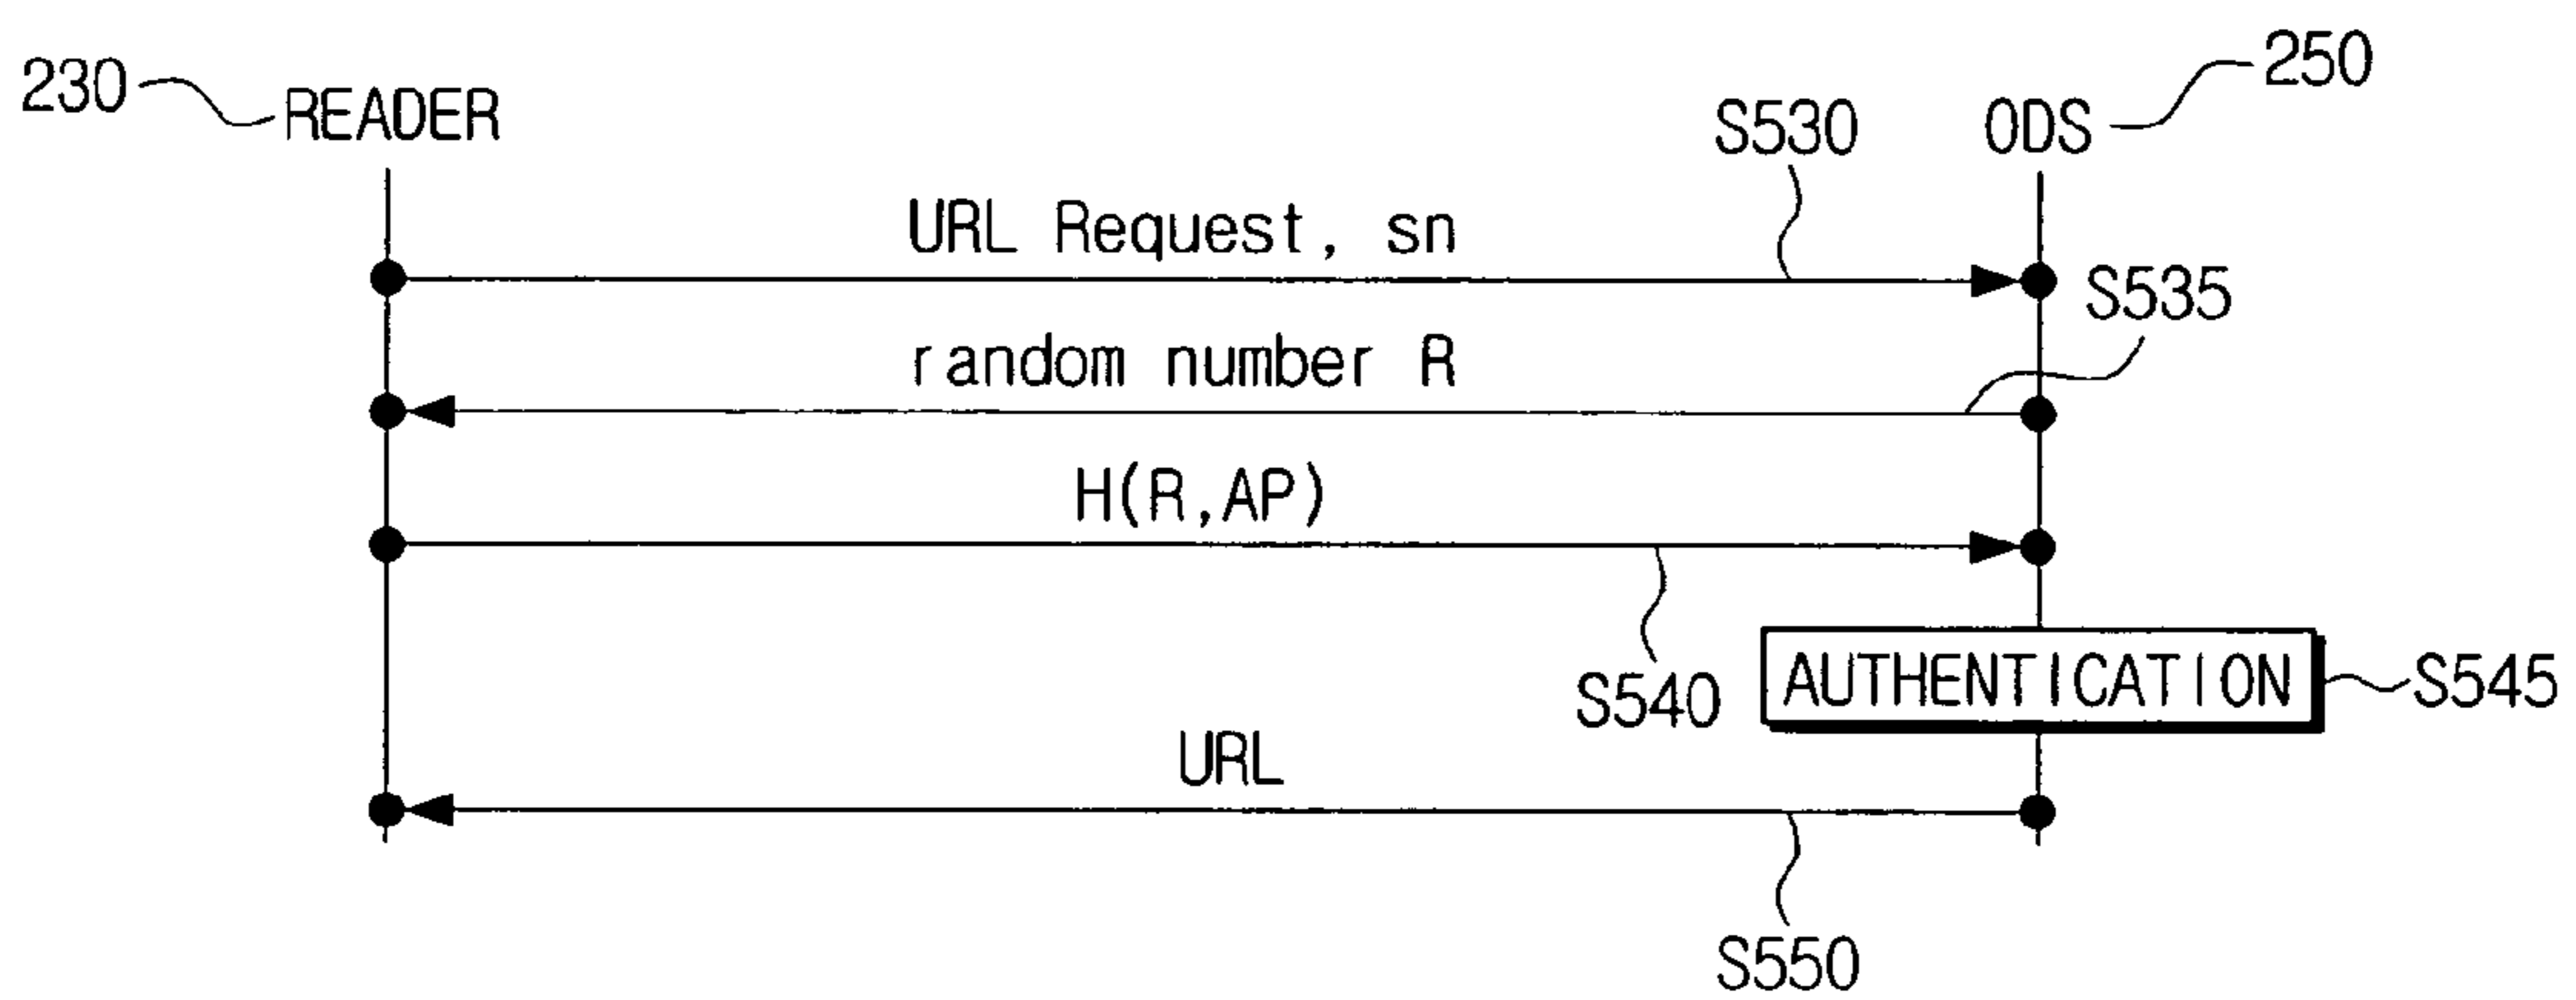 230
READER
ODS
250
S530
URL Request, sn
S535
random number R
H(R,AP)
S540
AUTHENTICATION
S545
URL
S550